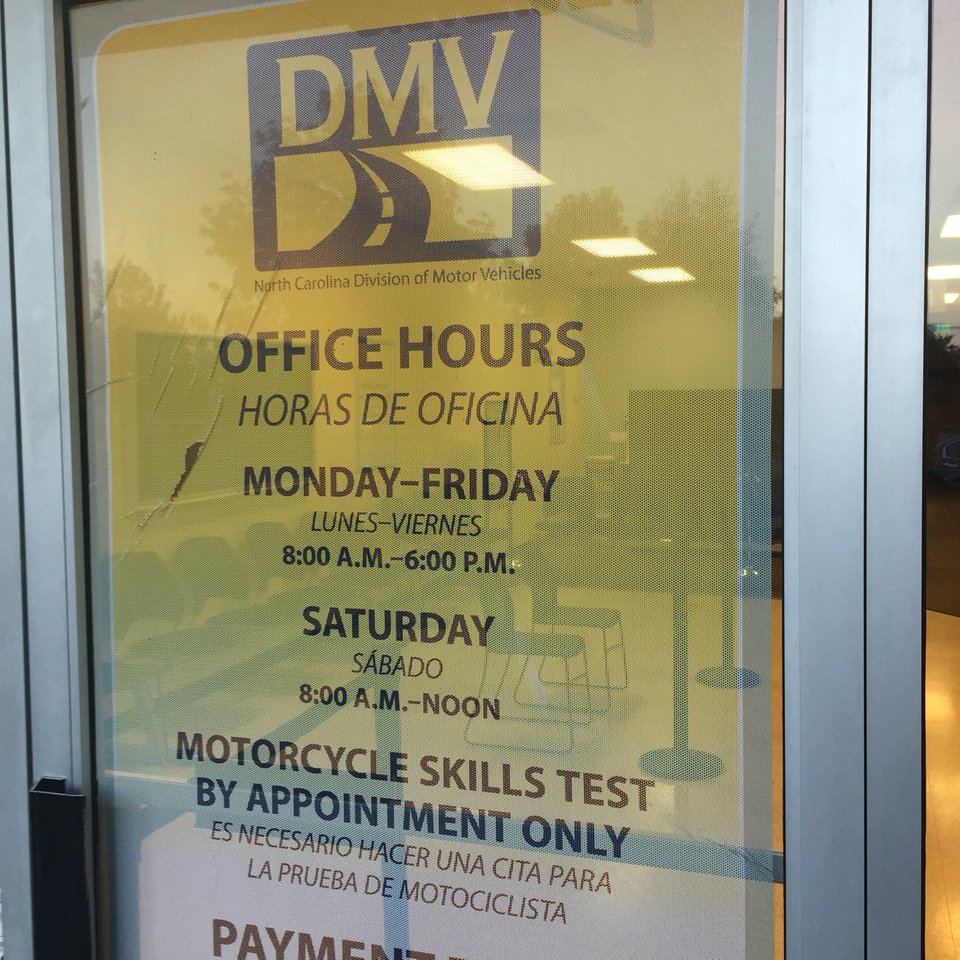 DMV
North Carolina Division of Motor Vehicles
OFFICE HOURS
HORAS DE OFICINA
MONDAY–FRIDAY
LUNES–VIERNES
8:00 A.M.–6:00 P.M.
SATURDAY
SÁBADO
8:00 A.M.–NOON
MOTORCYCLE SKILLS TEST
BY APPOINTMENT ONLY
ES NECESARIO HACER UNA CITA PARA
LA PRUEBA DE MOTOCICLISTA
PAYMENT